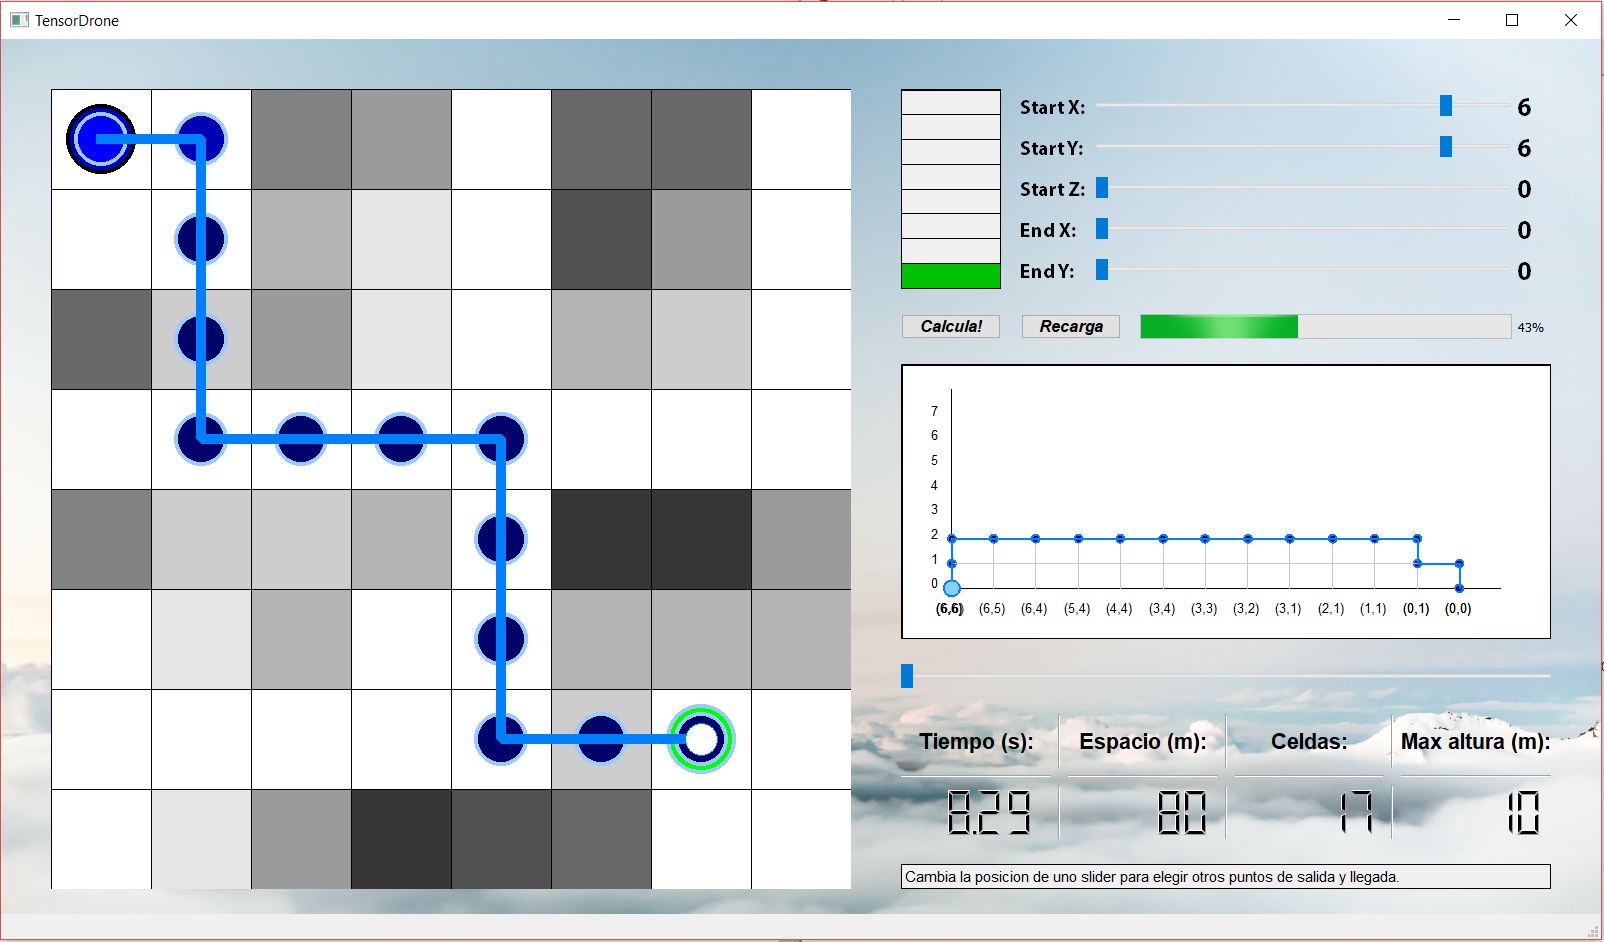 TensorDrone
Start X: 6
Start Y: 6
Start Z: 0
End X: 0
End Y: 0
Calcula! Recarga 43%
7
6
5
4
3
2
1
0
(6,6) (6,5) (6,4) (5,4) (4,4) (3,4) (3,3) (3,2) (3,1) (2,1) (1,1) (0,1) (0,0)
Tiempo (s): Espacio (m): Celdas: Max altura (m):
8.29 80 17 10
Cambia la posicion de uno slider para elegir otros puntos de salida y llegada.